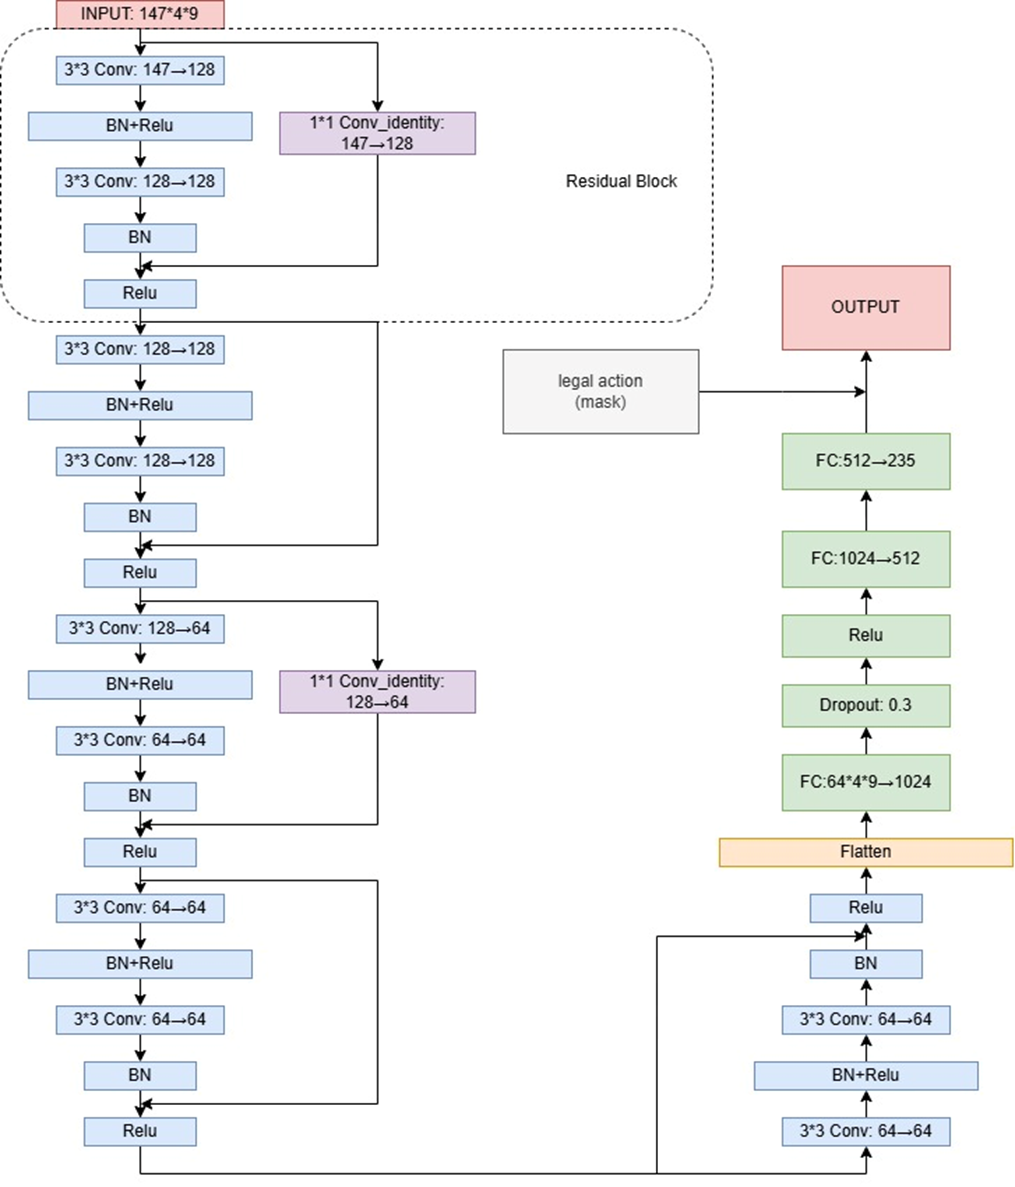 INPUT: 147*4*9
3*3 Conv: 147→128
BN+Relu
1*1 Conv_identity:
147→128
3*3 Conv: 128→128
Residual Block
BN
Relu
3*3 Conv: 128→128
BN+Relu
3*3 Conv: 128→128
BN
Relu
3*3 Conv: 128→64
BN+Relu
1*1 Conv_identity:
128→64
3*3 Conv: 64→64
BN
Relu
3*3 Conv: 64→64
BN+Relu
3*3 Conv: 64→64
BN
Relu
OUTPUT
legal action
(mask)
FC:512→235
FC:1024→512
Relu
Dropout: 0.3
FC:64*4*9→1024
Flatten
Relu
BN
3*3 Conv: 64→64
BN+Relu
3*3 Conv: 64→64